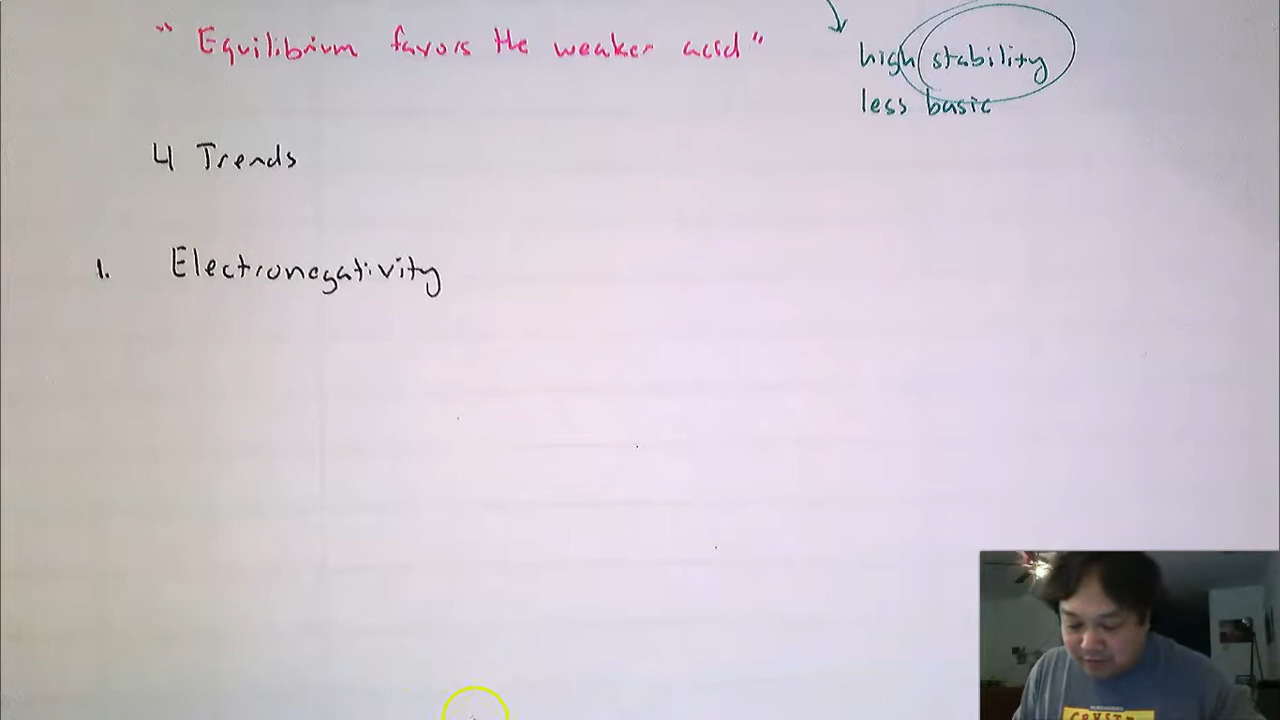 " Equilibrium favors the weaker acid "
high stability
less basic
4 Trends
1. Electronegativity